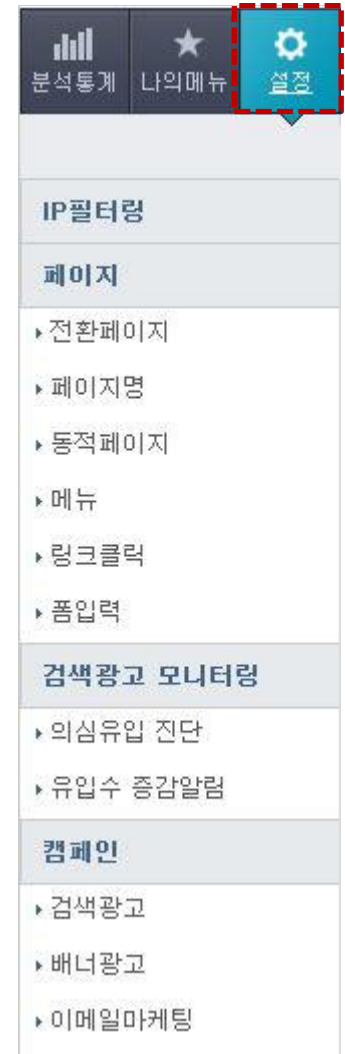 분석통계 나의메뉴 설정
IP필터링
페이지
전환페이지
페이지명
동적페이지
메뉴
링크클릭
폼입력
검색광고 모니터링
의심유입 진단
유입수 증감알림
캠페인
검색광고
배너광고
이메일마케팅